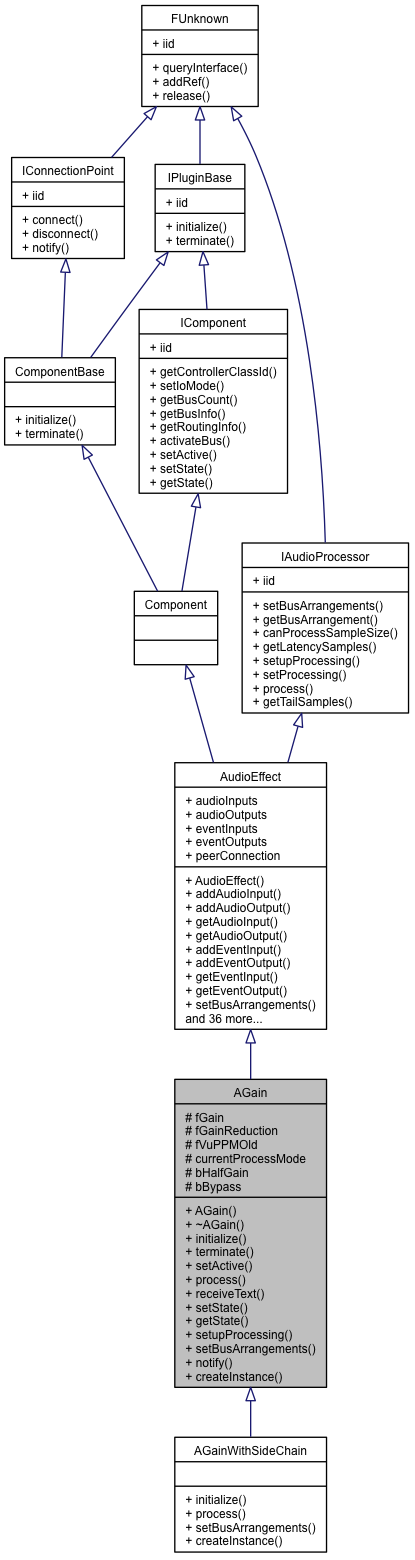 FUnknown
+ iid
+ queryInterface()
+ addRef()
+ release()
IConnectionPoint
+ iid
+ connect()
+ disconnect()
+ notify()
IPluginBase
+ iid
+ initialize()
+ terminate()
IComponent
+ iid
+ getControllerClassId()
+ setIoMode()
+ getBusCount()
+ getBusInfo()
+ getRoutingInfo()
+ activateBus()
+ setActive()
+ setState()
+ getState()
ComponentBase
+ initialize()
+ terminate()
IAudioProcessor
+ iid
+ setBusArrangements()
+ getBusArrangement()
+ canProcessSampleSize()
+ getLatencySamples()
+ setupProcessing()
+ setProcessing()
+ process()
+ getTailSamples()
Component
AudioEffect
+ audioInputs
+ audioOutputs
+ eventInputs
+ eventOutputs
+ peerConnection
+ AudioEffect()
+ addAudioInput()
+ addAudioOutput()
+ getAudioInput()
+ getAudioOutput()
+ addEventInput()
+ addEventOutput()
+ getEventInput()
+ getEventOutput()
+ setBusArrangements()
and 36 more...
AGain
# fGain
# fGainReduction
# fVuPPMOld
# currentProcessMode
# bHalfGain
# bBypass
+ AGain()
+ ~AGain()
+ initialize()
+ terminate()
+ setActive()
+ process()
+ receiveText()
+ setState()
+ getState()
+ setupProcessing()
+ setBusArrangements()
+ notify()
+ createInstance()
AGainWithSideChain
+ initialize()
+ process()
+ setBusArrangements()
+ createInstance()